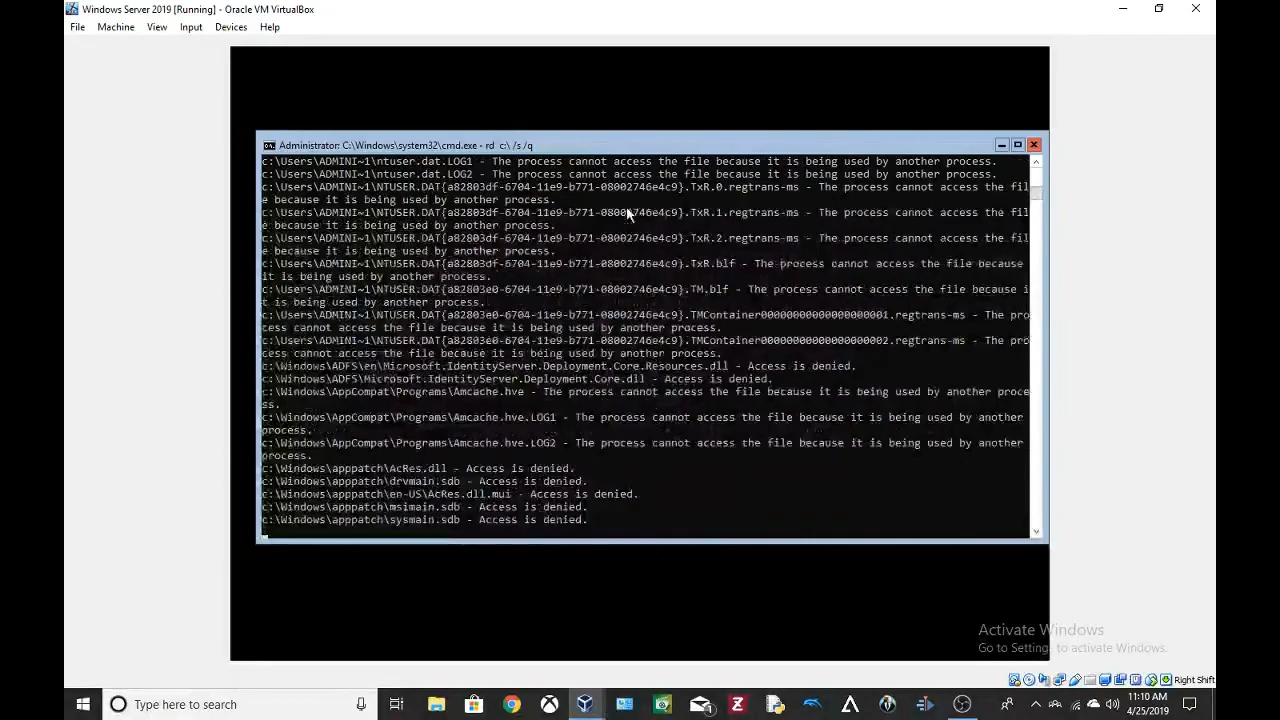 Windows Server 2019 [Running] - Oracle VM VirtualBox
File Machine View Input Devices Help
Administrator: C:\Windows\system32\cmd.exe - rd  c:\ /s /q
c:\Users\ADMINI~1\ntuser.dat.LOG1 - The process cannot access the file because it is being used by another process.
c:\Users\ADMINI~1\ntuser.dat.LOG2 - The process cannot access the file because it is being used by another process.
c:\Users\ADMINI~1\NTUSER.DAT{a82803df-6704-11e9-b771-08002746e4c9}.TxR.0.regtrans-ms - The process cannot access the fil
e because it is being used by another process.
c:\Users\ADMINI~1\NTUSER.DAT{a82803df-6704-11e9-b771-08002746e4c9}.TxR.1.regtrans-ms - The process cannot access the fil
e because it is being used by another process.
c:\Users\ADMINI~1\NTUSER.DAT{a82803df-6704-11e9-b771-08002746e4c9}.TxR.2.regtrans-ms - The process cannot access the fil
e because it is being used by another process.
c:\Users\ADMINI~1\NTUSER.DAT{a82803df-6704-11e9-b771-08002746e4c9}.TxR.blf - The process cannot access the file because
it is being used by another process.
c:\Users\ADMINI~1\NTUSER.DAT{a82803e0-6704-11e9-b771-08002746e4c9}.TM.blf - The process cannot access the file because i
t is being used by another process.
c:\Users\ADMINI~1\NTUSER.DAT{a82803e0-6704-11e9-b771-08002746e4c9}.TMContainer00000000000000000001.regtrans-ms - The pro
cess cannot access the file because it is being used by another process.
c:\Users\ADMINI~1\NTUSER.DAT{a82803e0-6704-11e9-b771-08002746e4c9}.TMContainer00000000000000000002.regtrans-ms - The pro
cess cannot access the file because it is being used by another process.
c:\Windows\ADFS\en\Microsoft.IdentityServer.Deployment.Core.Resources.dll - Access is denied.
c:\Windows\ADFS\Microsoft.IdentityServer.Deployment.Core.dll - Access is denied.
c:\Windows\AppCompat\Programs\Amcache.hve - The process cannot access the file because it is being used by another proce
ss.
c:\Windows\AppCompat\Programs\Amcache.hve.LOG1 - The process cannot access the file because it is being used by another
process.
c:\Windows\AppCompat\Programs\Amcache.hve.LOG2 - The process cannot access the file because it is being used by another
process.
c:\Windows\apppatch\AcRes.dll - Access is denied.
c:\Windows\apppatch\drvmain.sdb - Access is denied.
c:\Windows\apppatch\en-US\AcRes.dll.mui - Access is denied.
c:\Windows\apppatch\msimain.sdb - Access is denied.
c:\Windows\apppatch\sysmain.sdb - Access is denied.
Activate Windows
Go to Settings to activate Windows.
Right Shift
Type here to search
11:10 AM
4/25/2019